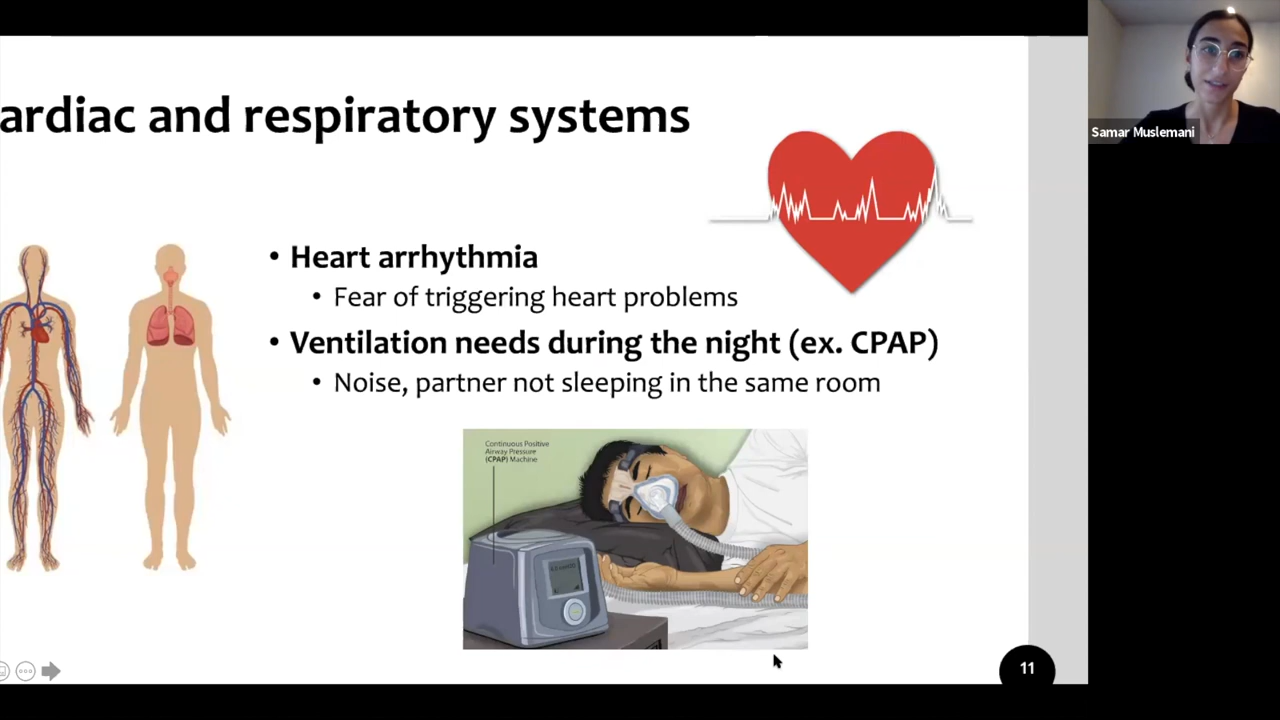 ardiac and respiratory systems
Samar Muslemani
• Heart arrhythmia
• Fear of triggering heart problems
• Ventilation needs during the night (ex. CPAP)
• Noise, partner not sleeping in the same room
Continuous Positive
Airway Pressure
(CPAP) Machine
11